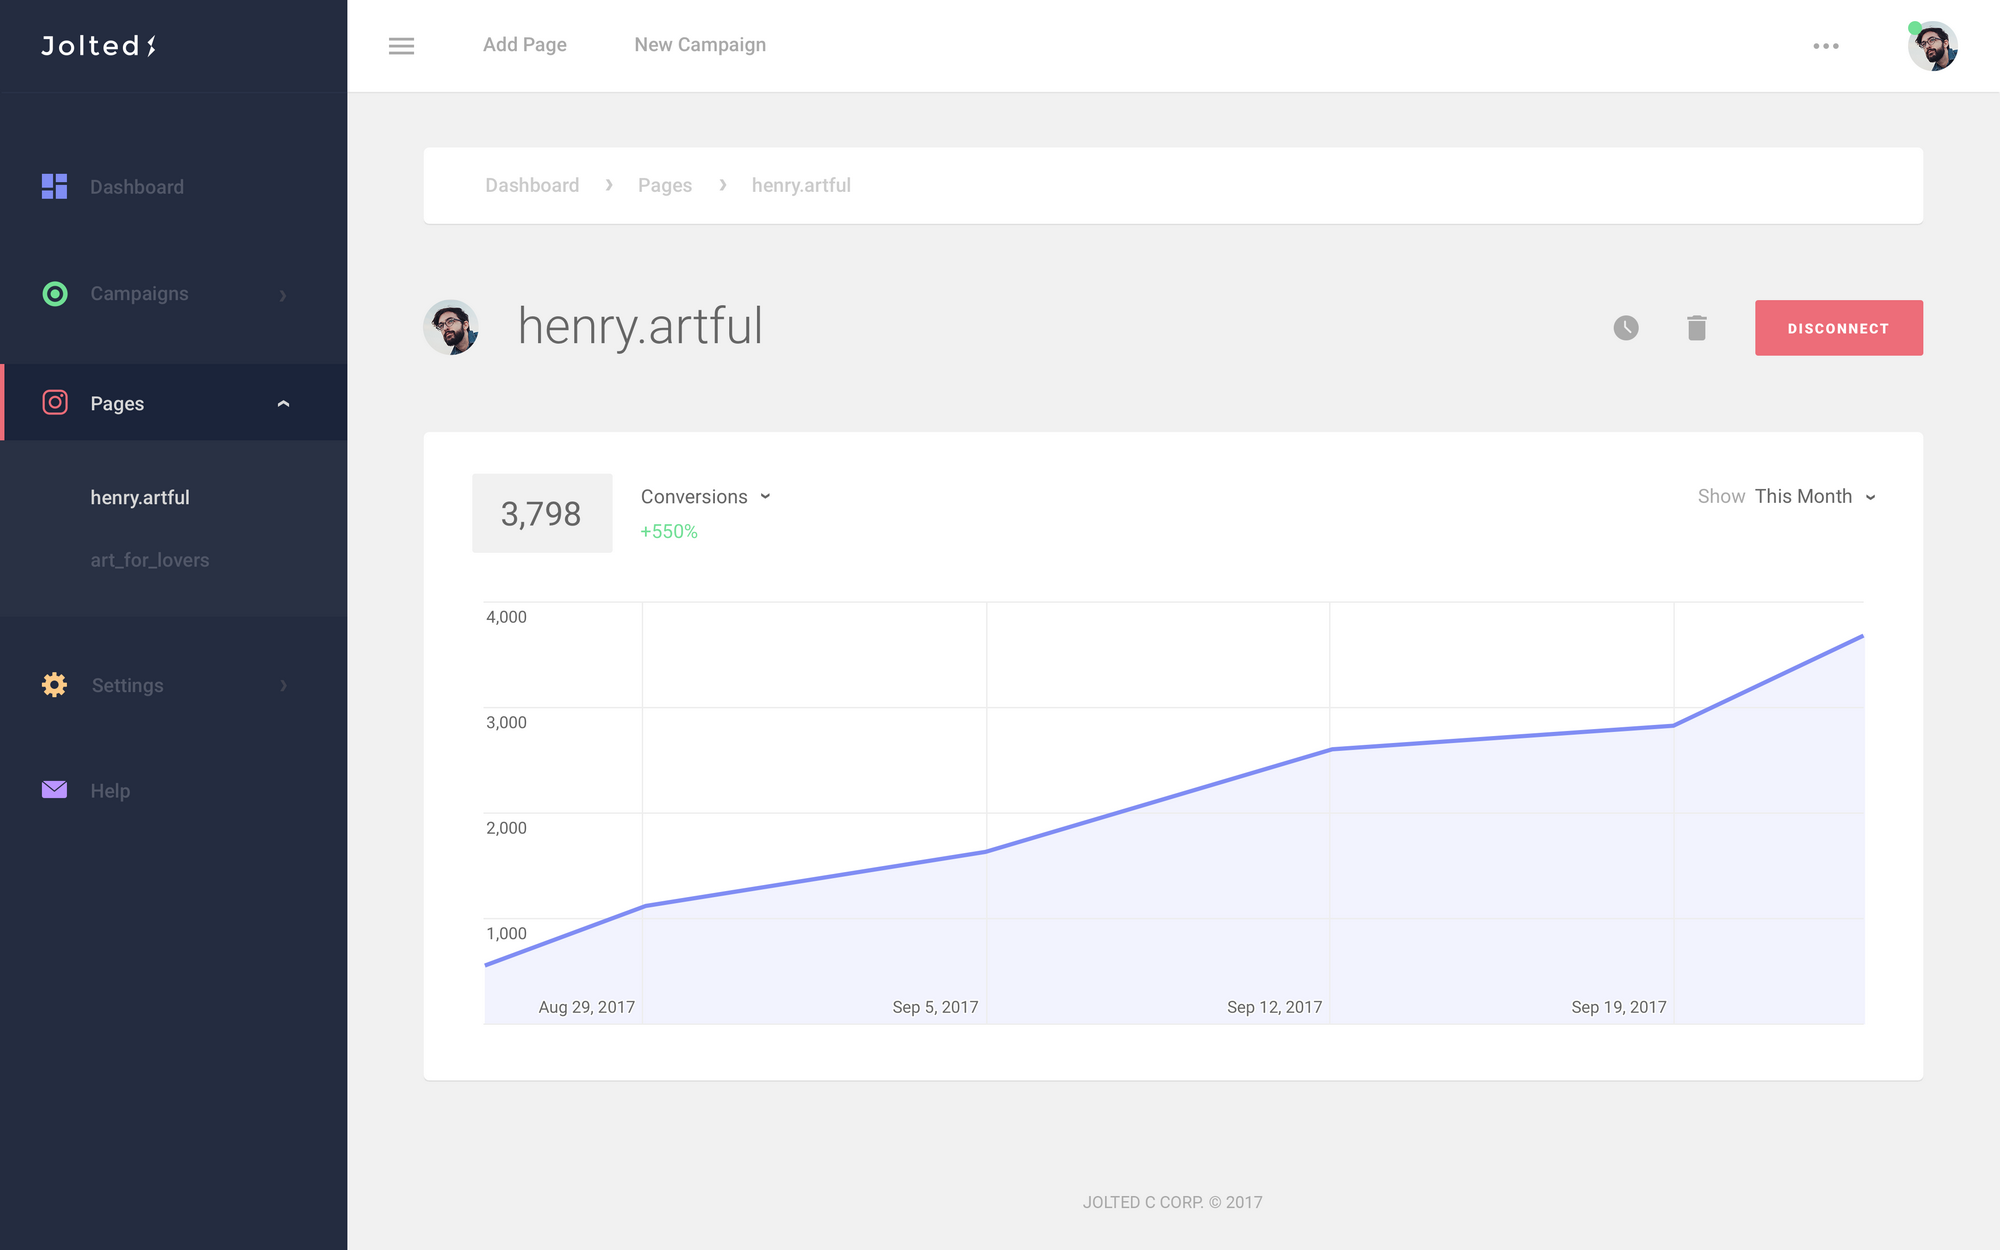 Jolted
Add Page
New Campaign
Dashboard
Campaigns
Pages
henry.artful
art_for_lovers
Settings
Help
Dashboard › Pages › henry.artful
henry.artful
DISCONNECT
3,798
Conversions
+550%
Show This Month
4,000
3,000
2,000
1,000
Aug 29, 2017
Sep 5, 2017
Sep 12, 2017
Sep 19, 2017
JOLTED C CORP. © 2017